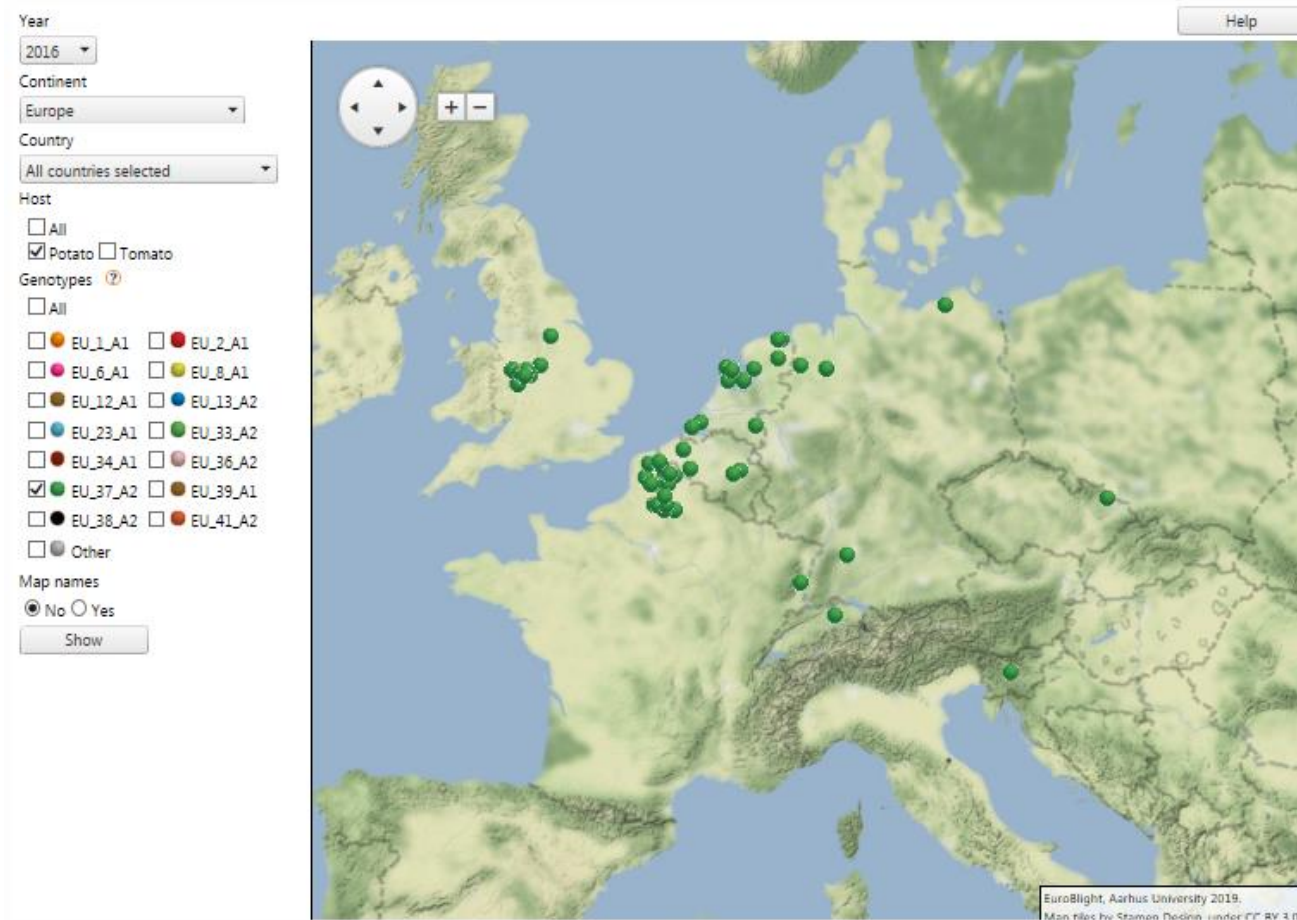 Year
Help
2016
Continent
Europe
Country
All countries selected
Host
All
Potato Tomato
Genotypes ?
All
EU_1_A1 EU_2_A1
EU_6_A1 EU_8_A1
EU_12_A1 EU_13_A2
EU_23_A1 EU_33_A2
EU_34_A1 EU_36_A2
EU_37_A2 EU_39_A1
EU_38_A2 EU_41_A2
Other
Map names
No Yes
Show
EuroBlight, Aarhus University 2019.
Map tiles by Stamen Design, under CC BY 3.0